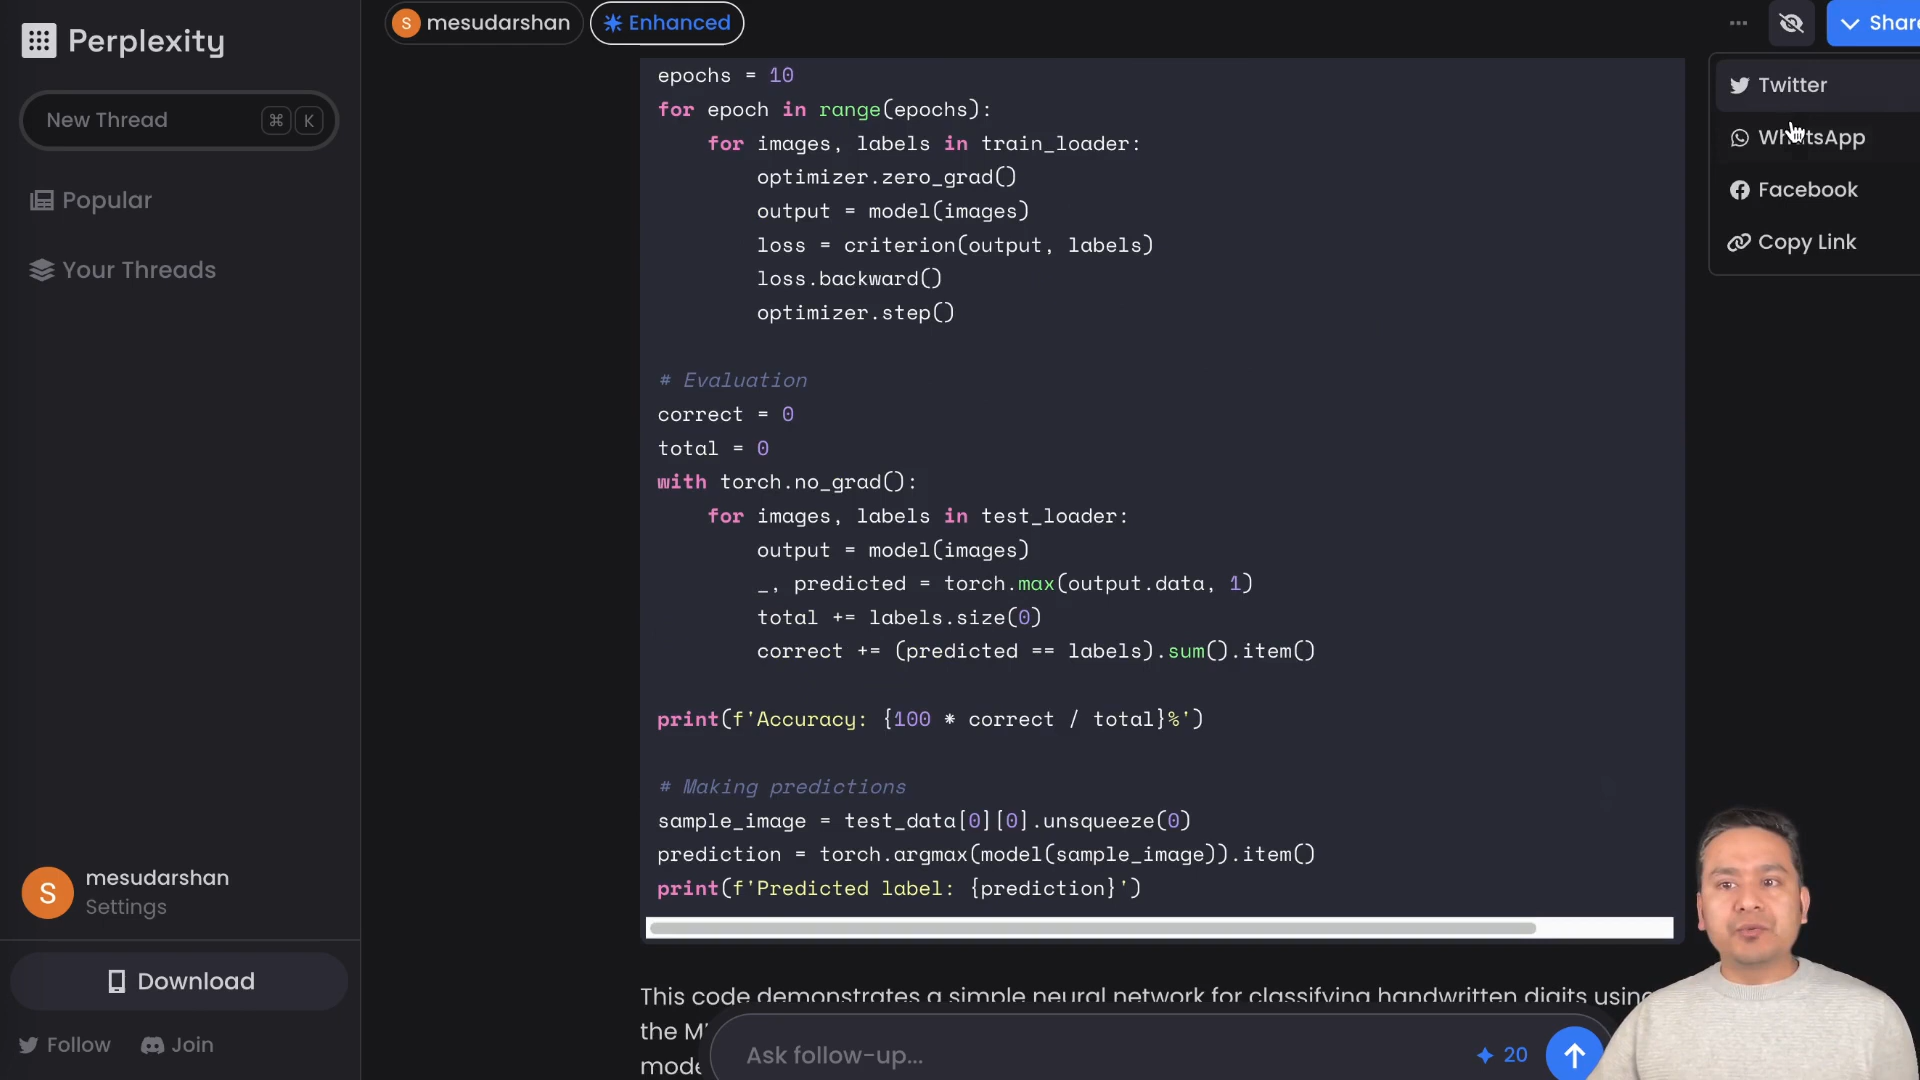 Perplexity
New Thread ⌘ K
Popular
Your Threads
mesudarshan
Settings
Download
Follow Join
S mesudarshan Enhanced
Share
Twitter
WhatsApp
Facebook
Copy Link
epochs = 10
for epoch in range(epochs):
    for images, labels in train_loader:
        optimizer.zero_grad()
        output = model(images)
        loss = criterion(output, labels)
        loss.backward()
        optimizer.step()
# Evaluation
correct = 0
total = 0
with torch.no_grad():
    for images, labels in test_loader:
        output = model(images)
        _, predicted = torch.max(output.data, 1)
        total += labels.size(0)
        correct += (predicted == labels).sum().item()
print(f'Accuracy: {100 * correct / total}%')
# Making predictions
sample_image = test_data[0][0].unsqueeze(0)
prediction = torch.argmax(model(sample_image)).item()
print(f'Predicted label: {prediction}')
This code demonstrates a simple neural network for classifying handwritten digits using
the
Ask follow-up...
20
S